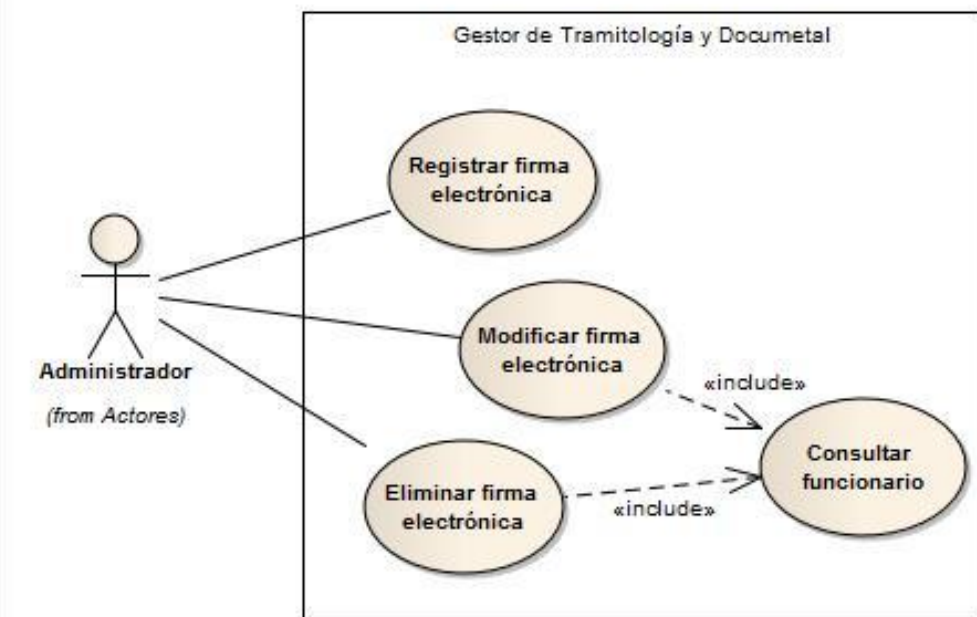 Gestor de Tramitología y Documetal
Registrar firma
electrónica
Modificar firma
electrónica
«include»
Administrador
(from Actores)
Consultar
funcionario
Eliminar firma
electrónica
«include»